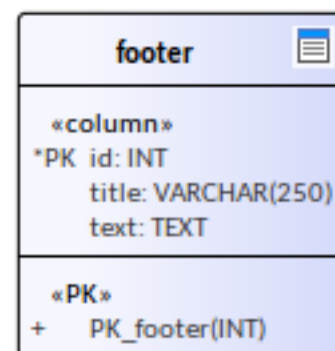 footer
«column»
*PK id: INT
title: VARCHAR(250)
text: TEXT
«PK»
+ PK_footer(INT)